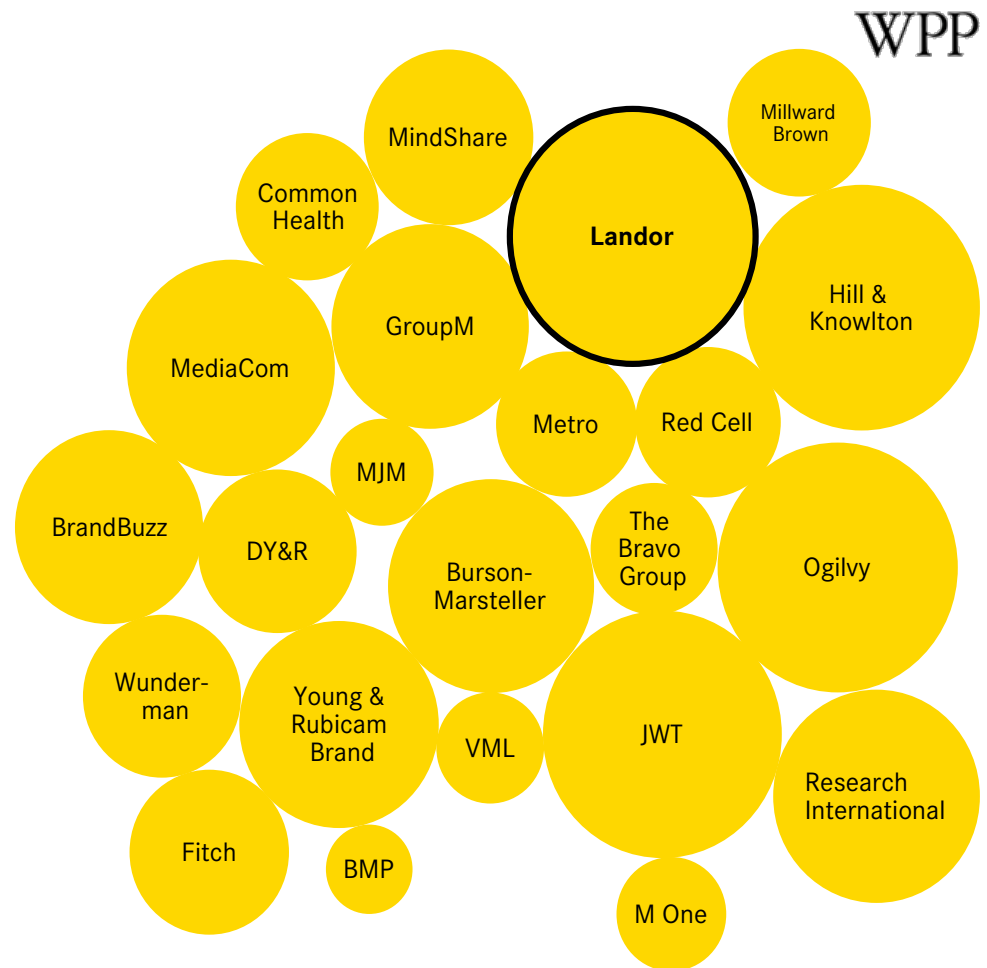 WPP
Millward
Brown
MindShare
Common
Health
Landor
Hill &
Knowlton
GroupM
MediaCom
Metro
Red Cell
MJM
BrandBuzz
DY&R
The
Bravo
Group
Burson-
Marsteller
Ogilvy
Wunder-
man
Young &
Rubicam
Brand
VML
JWT
Research
International
Fitch
BMP
M One